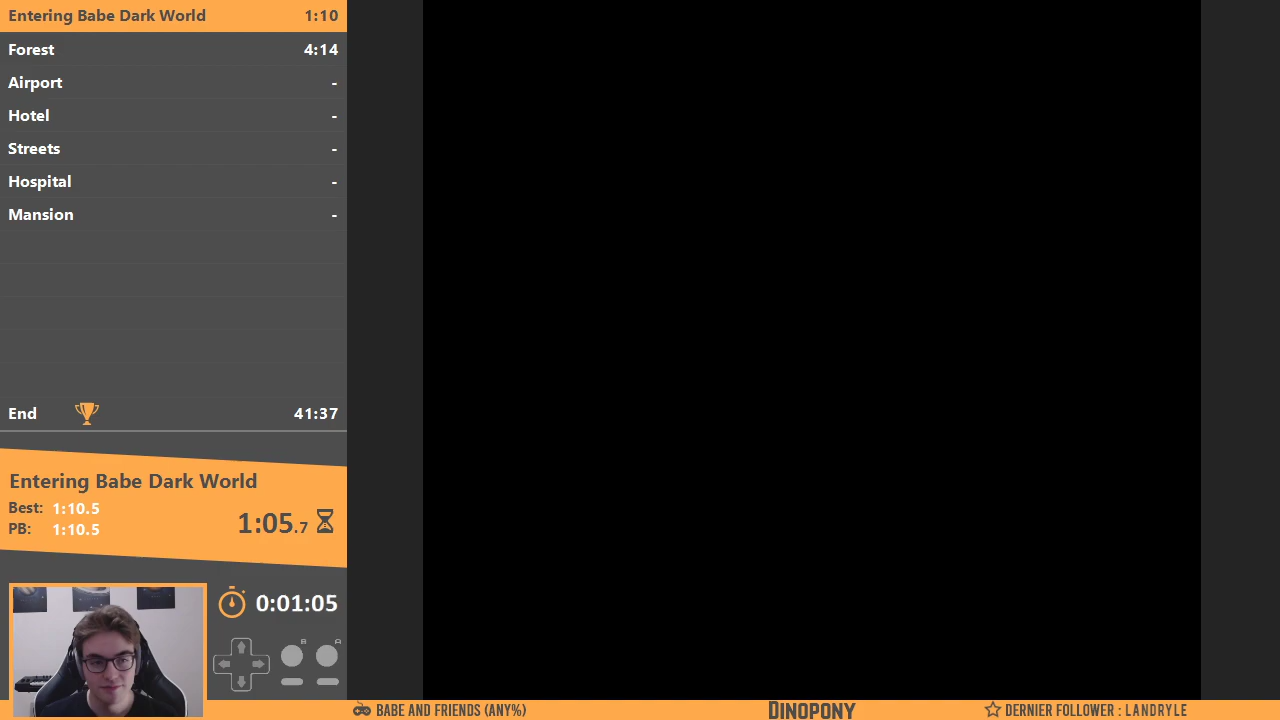 Entering Babe Dark World 1:10
Forest 4:14
Airport -
Hotel -
Streets -
Hospital -
Mansion -
End 41:37
Entering Babe Dark World
Best: 1:10.5
PB: 1:10.5
1:05.7
0:01:05
B A
BABE AND FRIENDS (ANY%) DINOPONY DERNIER FOLLOWER : LANDRYLE